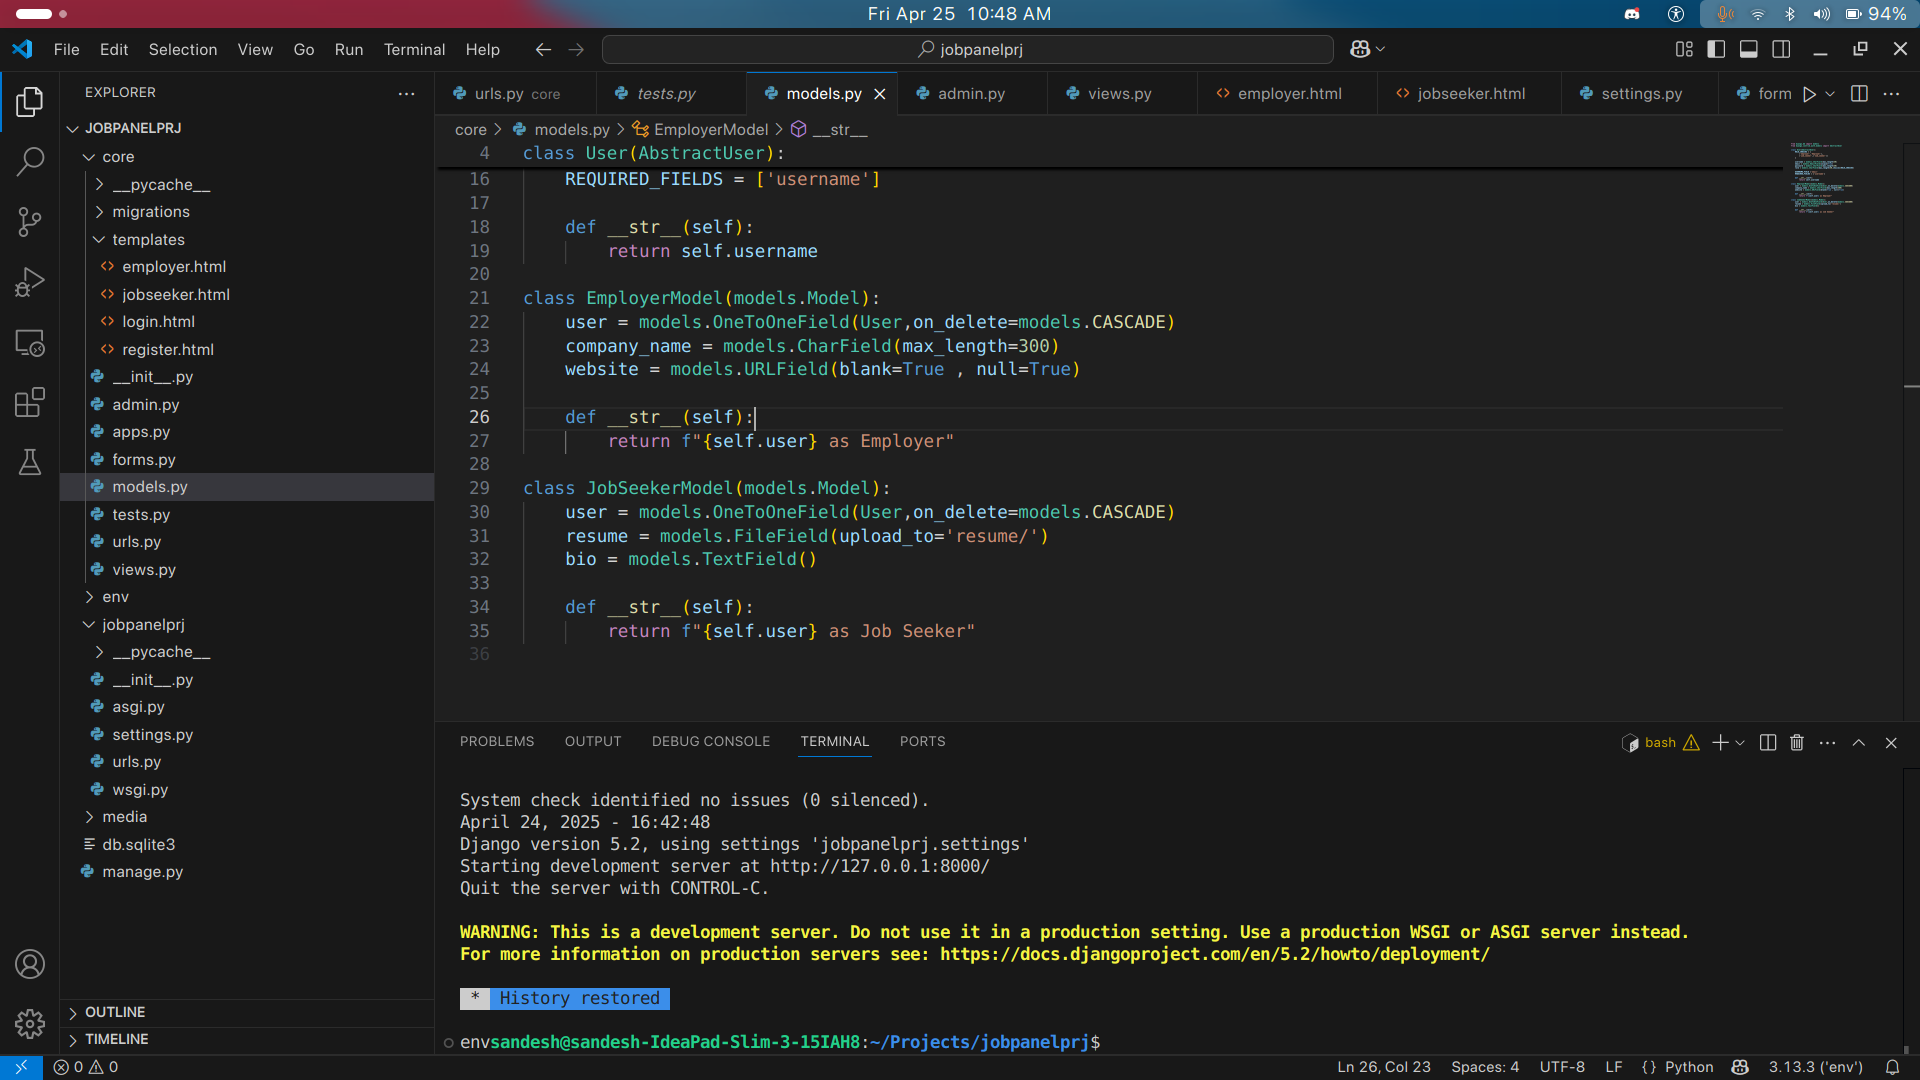 Fri Apr 25 10:48 AM
94%
File Edit Selection View Go Run Terminal Help
jobpanelprj
EXPLORER
JOBPANELPRJ
core
__pycache__
migrations
templates
employer.html
jobseeker.html
login.html
register.html
__init__.py
admin.py
apps.py
forms.py
models.py
tests.py
urls.py
views.py
env
jobpanelprj
__pycache__
__init__.py
asgi.py
settings.py
urls.py
wsgi.py
media
db.sqlite3
manage.py
OUTLINE
TIMELINE
urls.py core
tests.py
models.py
admin.py
views.py
employer.html
jobseeker.html
settings.py
form
core > models.py > EmployerModel > __str__
4 class User(AbstractUser):
16 REQUIRED_FIELDS = ['username']
17
18 def __str__(self):
19 return self.username
20
21 class EmployerModel(models.Model):
22 user = models.OneToOneField(User,on_delete=models.CASCADE)
23 company_name = models.CharField(max_length=300)
24 website = models.URLField(blank=True , null=True)
25
26 def __str__(self):
27 return f"{self.user} as Employer"
28
29 class JobSeekerModel(models.Model):
30 user = models.OneToOneField(User,on_delete=models.CASCADE)
31 resume = models.FileField(upload_to='resume/')
32 bio = models.TextField()
33
34 def __str__(self):
35 return f"{self.user} as Job Seeker"
36
PROBLEMS OUTPUT DEBUG CONSOLE TERMINAL PORTS
bash
System check identified no issues (0 silenced).
April 24, 2025 - 16:42:48
Django version 5.2, using settings 'jobpanelprj.settings'
Starting development server at http://127.0.0.1:8000/
Quit the server with CONTROL-C.
WARNING: This is a development server. Do not use it in a production setting. Use a production WSGI or ASGI server instead.
For more information on production servers see: https://docs.djangoproject.com/en/5.2/howto/deployment/
* History restored
envsandesh@sandesh-IdeaPad-Slim-3-15IAH8:~/Projects/jobpanelprj$
0 0
Ln 26, Col 23 Spaces: 4 UTF-8 LF {} Python 3.13.3 ('env')